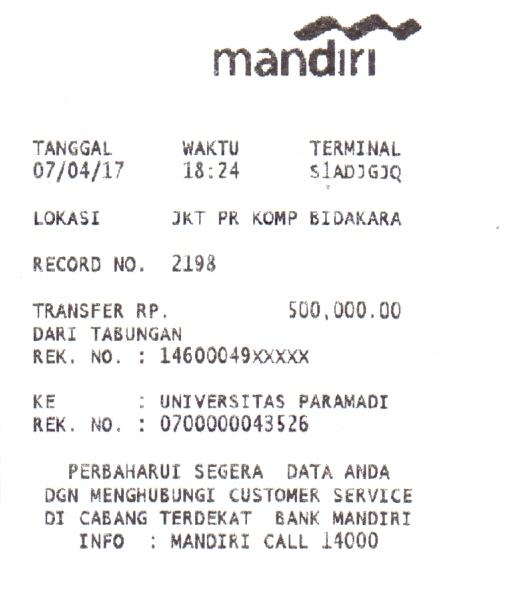 mandiri
TANGGAL WAKTU TERMINAL
07/04/17 18:24 S1ADJGJQ
LOKASI JKT PR KOMP BIDAKARA
RECORD NO. 2198
TRANSFER RP. 500,000.00
DARI TABUNGAN
REK. NO. : 14600049XXXXX
KE : UNIVERSITAS PARAMADI
REK. NO. : 0700000043526
PERBAHARUI SEGERA DATA ANDA
DGN MENGHUBUNGI CUSTOMER SERVICE
DI CABANG TERDEKAT BANK MANDIRI
INFO : MANDIRI CALL 14000